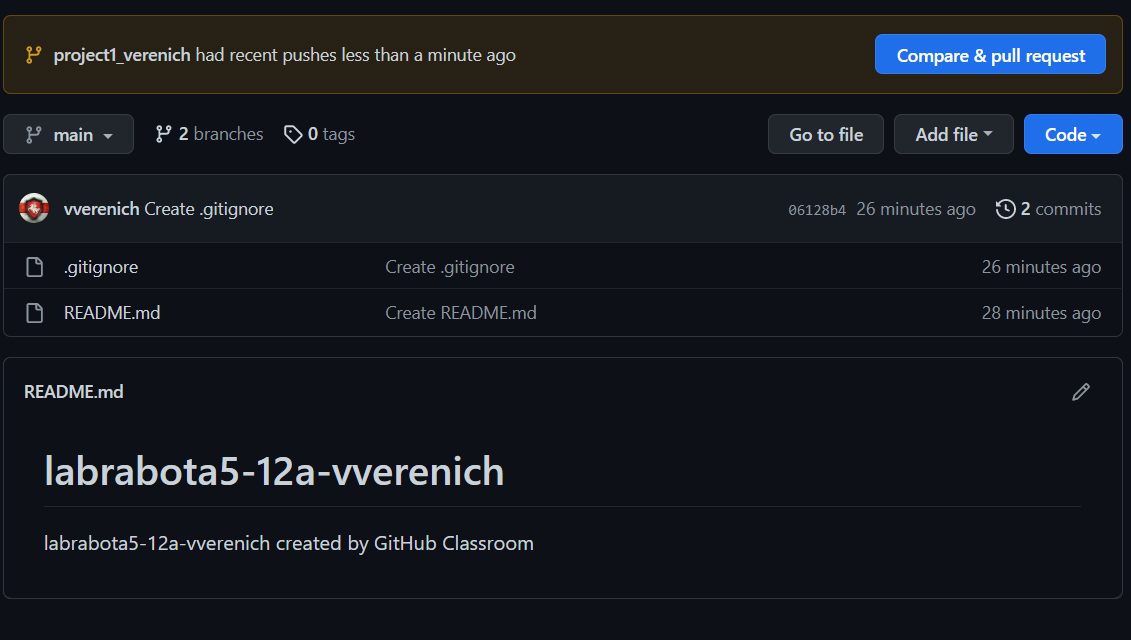 project1_verenich had recent pushes less than a minute ago
Compare & pull request
main
2 branches
0 tags
Go to file
Add file
Code
vverenich Create .gitignore
06128b4 26 minutes ago
2 commits
.gitignore
Create .gitignore
26 minutes ago
README.md
Create README.md
28 minutes ago
README.md
labrabota5-12a-vverenich
labrabota5-12a-vverenich created by GitHub Classroom